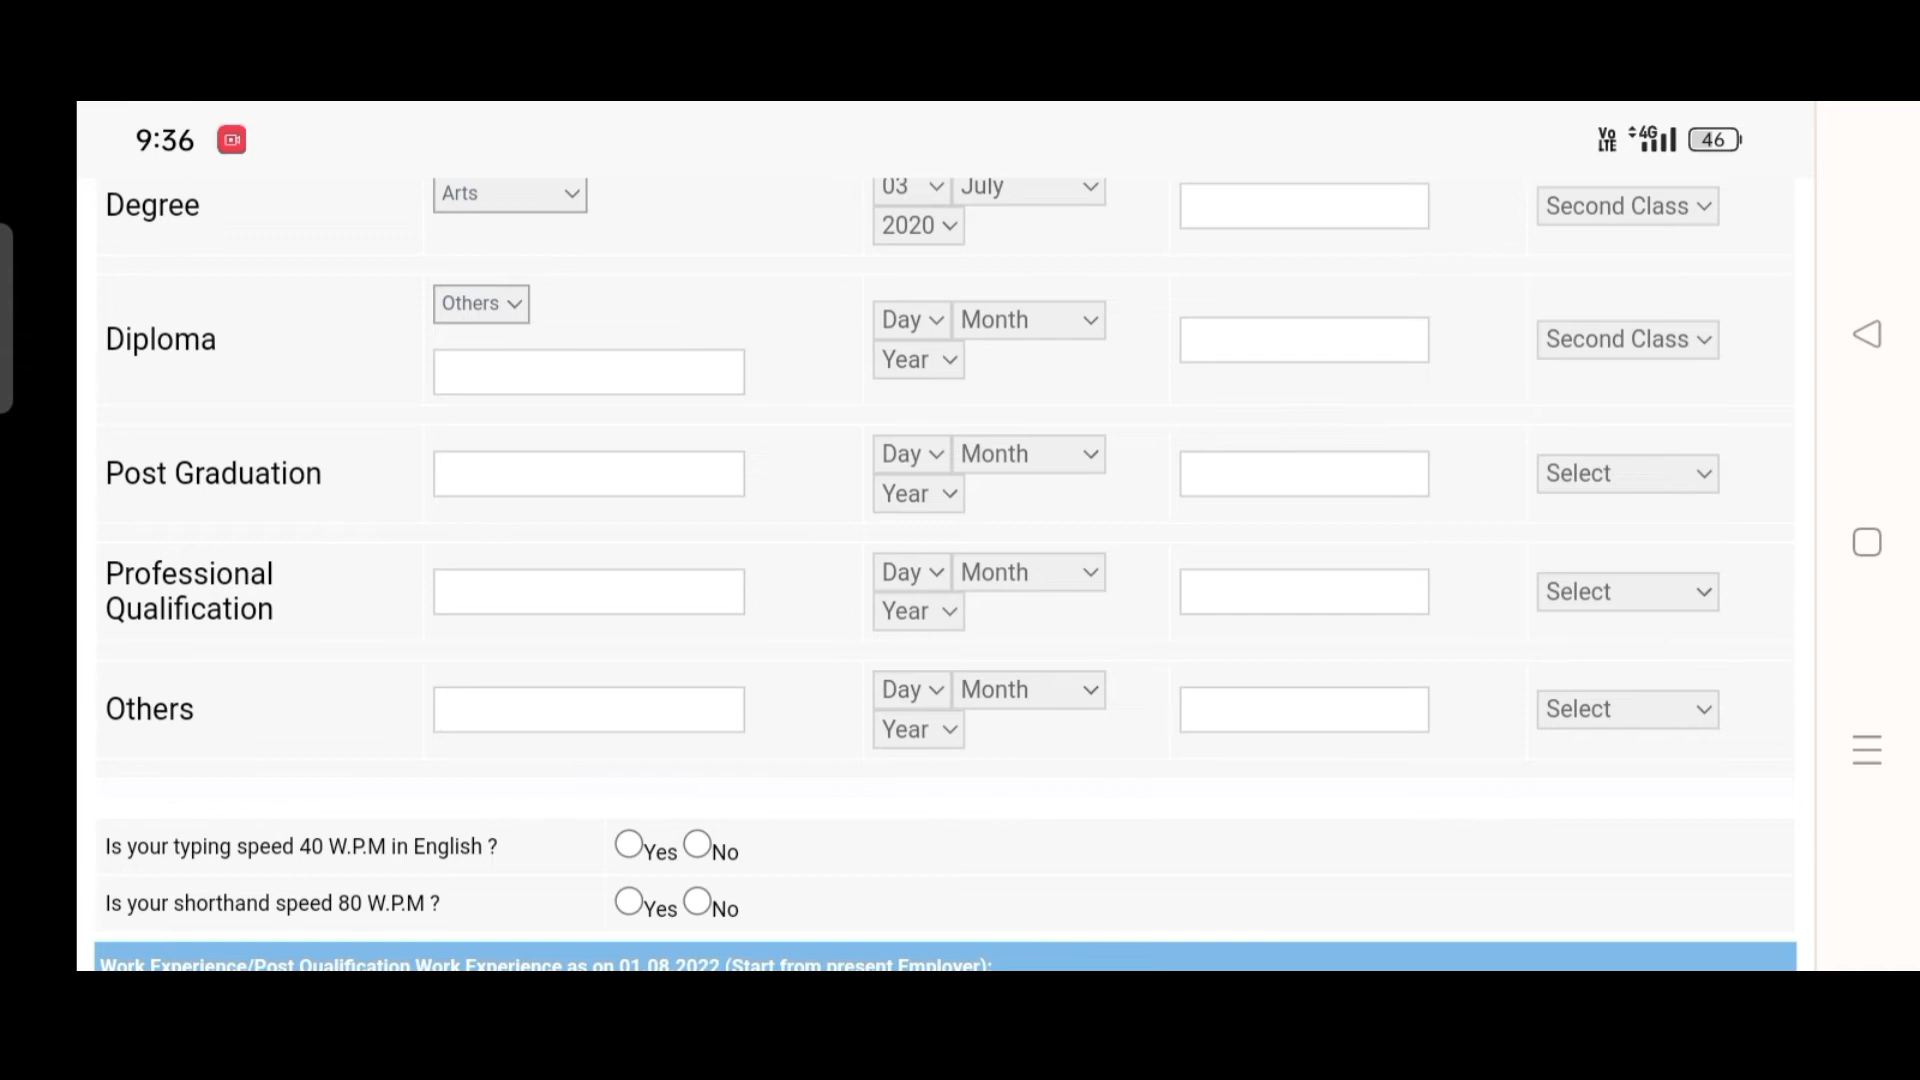 9:36 Vo LTE 4G 46
Degree Arts 03 July Second Class
2020
Others
Diploma Day Month Second Class
Year
Post Graduation Day Month Select
Year
Professional Day Month Select
Qualification Year
Others Day Month Select
Year
Is your typing speed 40 W.P.M in English ? Yes No
Is your shorthand speed 80 W.P.M ? Yes No
Work Experience/Post Qualification Work Experience as on 01.08.2022 (Start from present Employer):